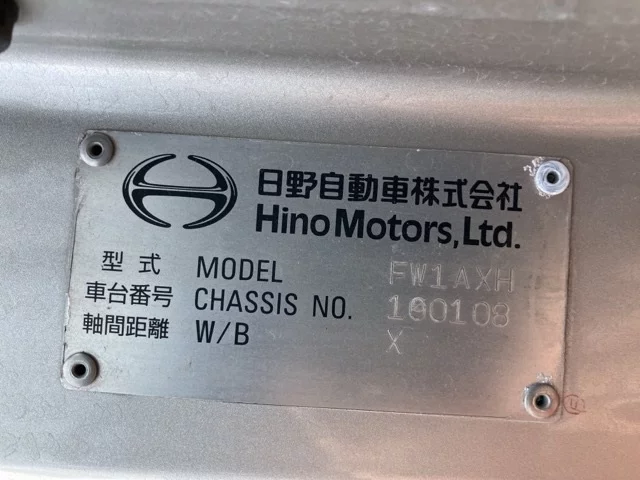 日野自動車株式会社
Hino Motors, Ltd.
型式 MODEL FW1AXH
車台番号 CHASSIS NO. 100108
軸間距離 W/B X